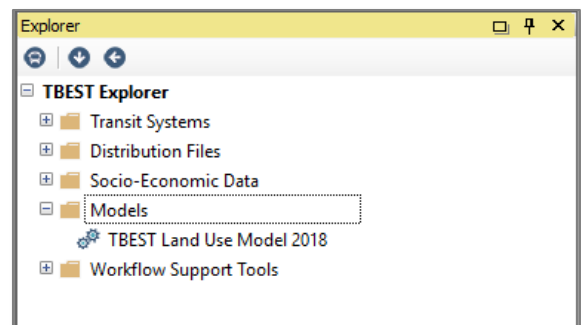 Explorer
TBEST Explorer
Transit Systems
Distribution Files
Socio-Economic Data
Models
TBEST Land Use Model 2018
Workflow Support Tools